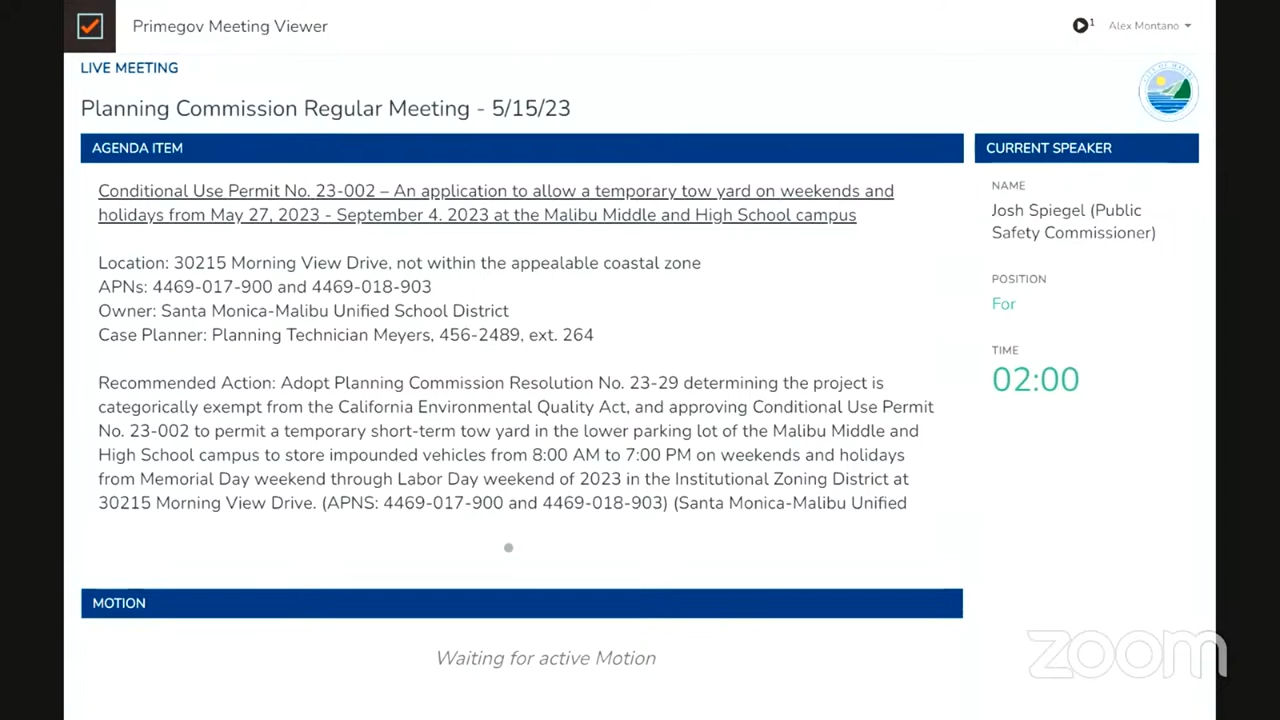 Primegov Meeting Viewer
1
Alex Montano
LIVE MEETING
Planning Commission Regular Meeting - 5/15/23
AGENDA ITEM
Conditional Use Permit No. 23-002 – An application to allow a temporary tow yard on weekends and
holidays from May 27, 2023 - September 4. 2023 at the Malibu Middle and High School campus
Location: 30215 Morning View Drive, not within the appealable coastal zone
APNs: 4469-017-900 and 4469-018-903
Owner: Santa Monica-Malibu Unified School District
Case Planner: Planning Technician Meyers, 456-2489, ext. 264
Recommended Action: Adopt Planning Commission Resolution No. 23-29 determining the project is
categorically exempt from the California Environmental Quality Act, and approving Conditional Use Permit
No. 23-002 to permit a temporary short-term tow yard in the lower parking lot of the Malibu Middle and
High School campus to store impounded vehicles from 8:00 AM to 7:00 PM on weekends and holidays
from Memorial Day weekend through Labor Day weekend of 2023 in the Institutional Zoning District at
30215 Morning View Drive. (APNS: 4469-017-900 and 4469-018-903) (Santa Monica-Malibu Unified
MOTION
Waiting for active Motion
CURRENT SPEAKER
NAME
Josh Spiegel (Public
Safety Commissioner)
POSITION
For
TIME
02:00
zoom